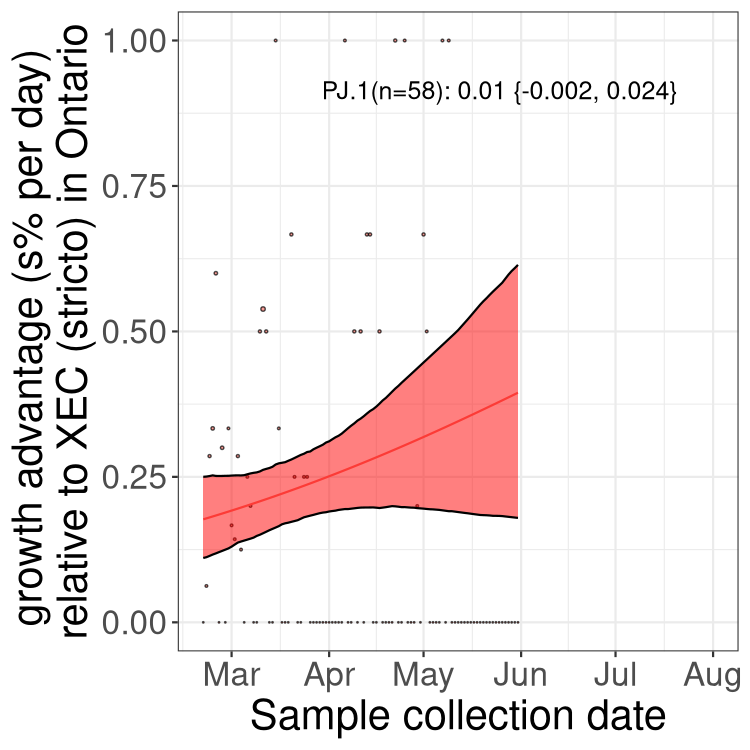 growth advantage (s% per day)
relative to XEC (stricto) in Ontario
1.00
0.75
0.50
0.25
0.00
PJ.1(n=58): 0.01 {-0.002, 0.024}
Mar Apr May Jun Jul Aug
Sample collection date